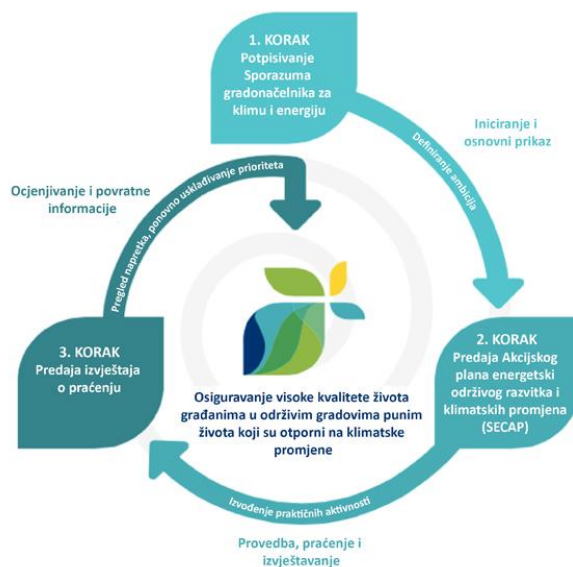 1. KORAK
Potpisivanje
Sporazuma
gradonačelnika za
klimu i energiju
Definiranje ambicija
Iniciranje i
osnovni prikaz
2. KORAK
Predaja Akcijskog
plana energetski
održivog razvitka i
klimatskih promjena
(SECAP)
Izvođenje praktičnih aktivnosti
Provedba, praćenje i
izvještavanje
3. KORAK
Predaja izvještaja
o praćenju
Pregled napretka, ponovno usklađivanje prioriteta
Ocjenjivanje i povratne
informacije
Osiguravanje visoke kvalitete života
građanima u održivim gradovima punim
života koji su otporni na klimatske
promjene